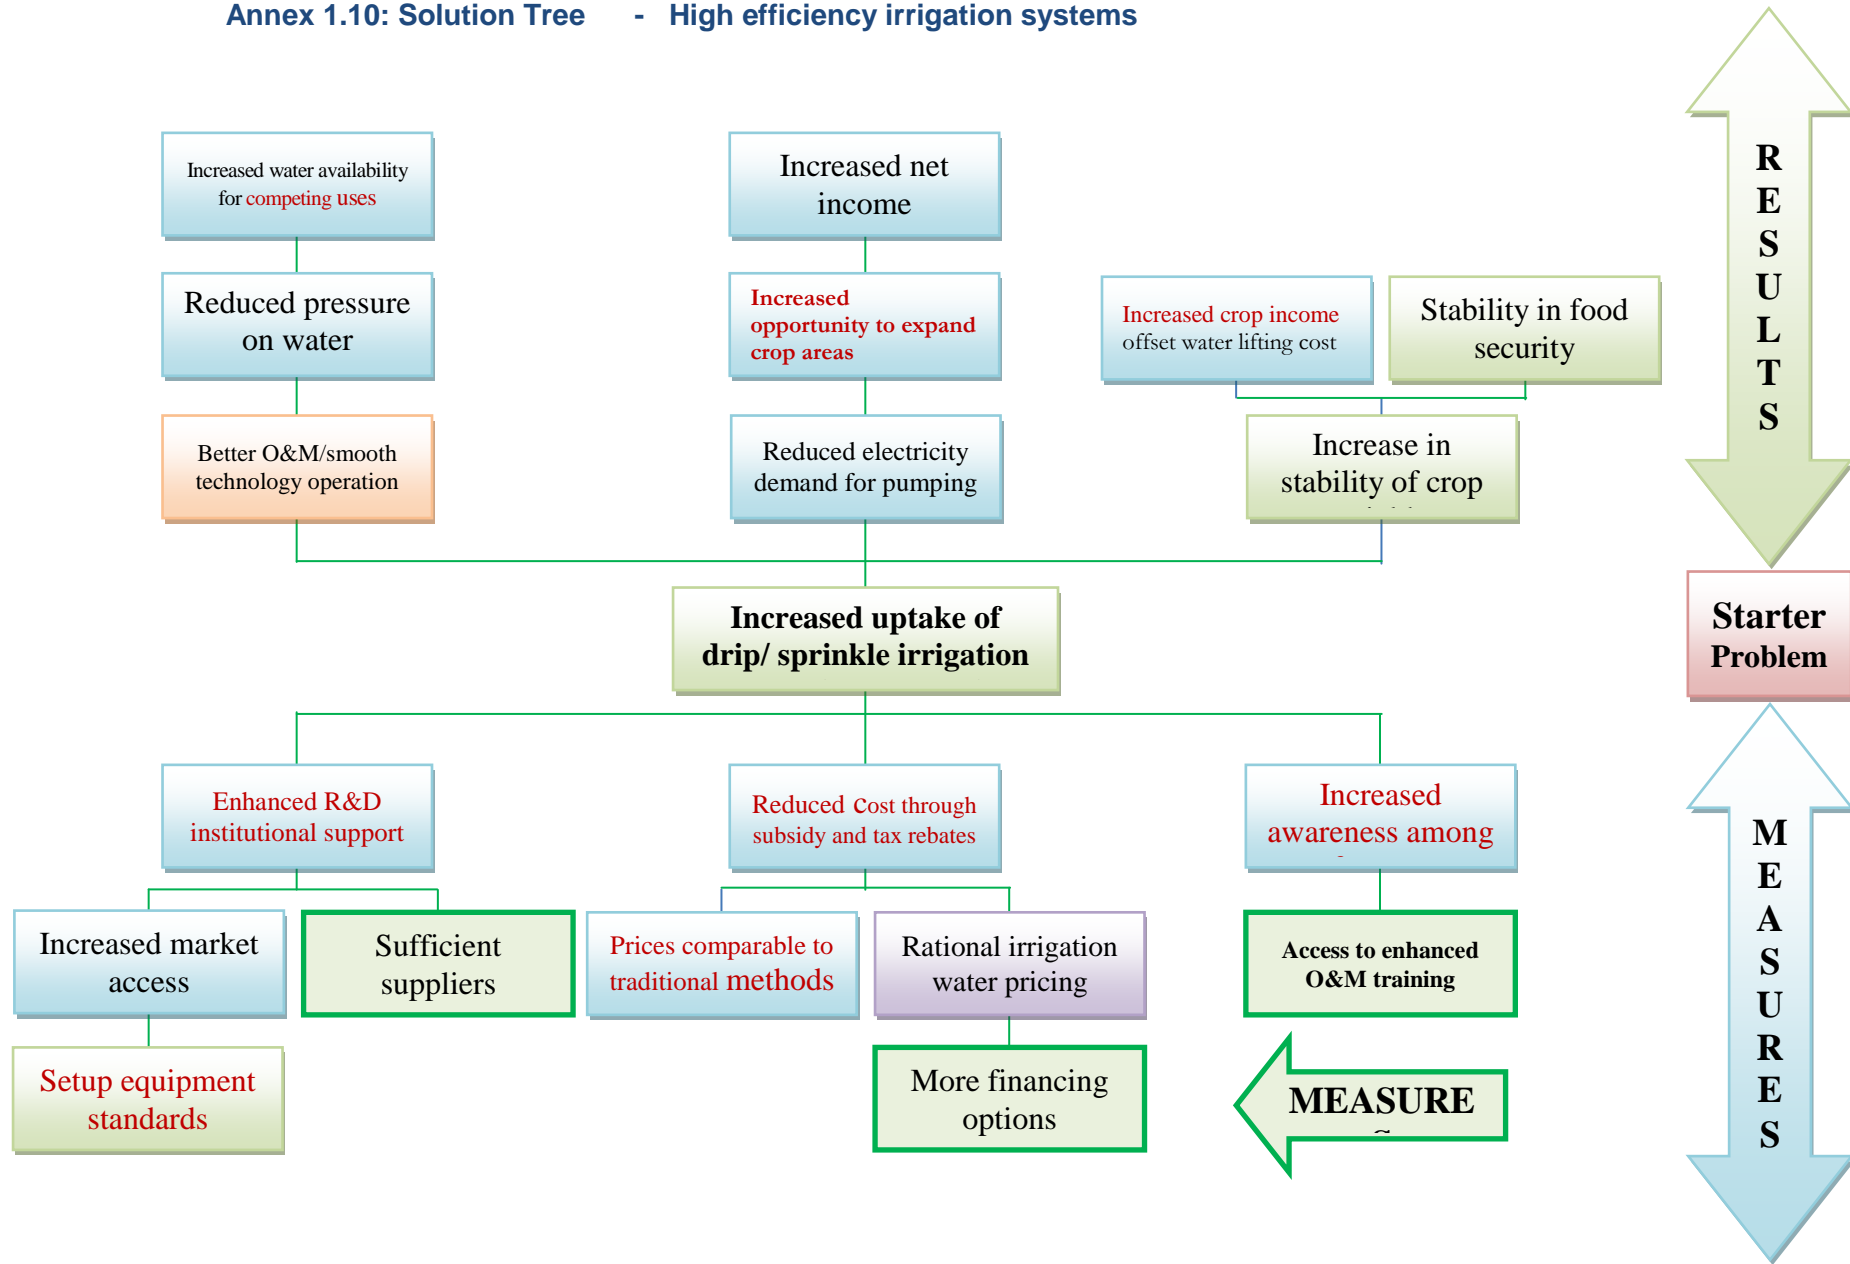 Annex 1.10: Solution Tree - High efficiency irrigation systems
Increased water availability
for competing uses
Increased net
income
Reduced pressure
on water
Increased
opportunity to expand
crop areas
Increased crop income
offset water lifting cost
Stability in food
security
Better O&M/smooth
technology operation
Reduced electricity
demand for pumping
Increase in
stability of crop
Increased uptake of
drip/ sprinkle irrigation
Enhanced R&D
institutional support
Reduced Cost through
subsidy and tax rebates
Increased
awareness among
Increased market
access
Sufficient
suppliers
Prices comparable to
traditional methods
Rational irrigation
water pricing
Access to enhanced
O&M training
Setup equipment
standards
More financing
options
MEASURE
R
E
S
U
L
T
S
Starter
Problem
M
E
A
S
U
R
E
S